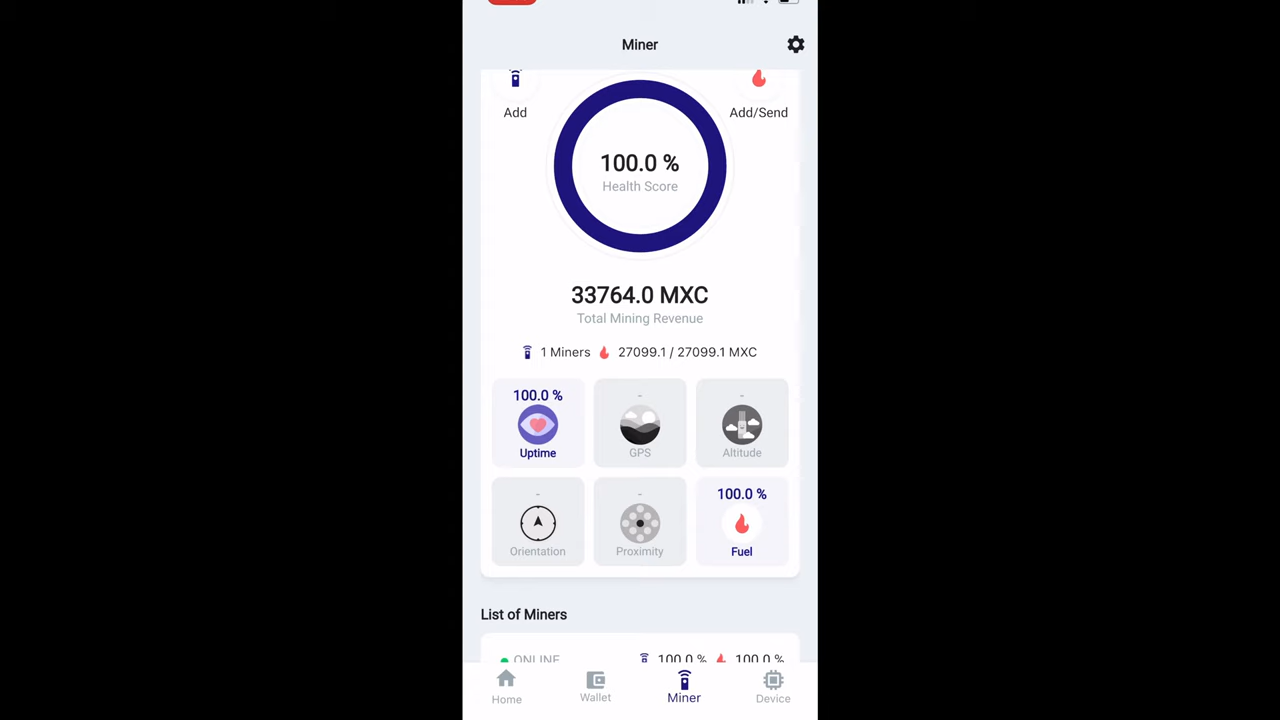 Miner
Add
Add/Send
100.0 %
Health Score
33764.0 MXC
Total Mining Revenue
1 Miners 27099.1 / 27099.1 MXC
100.0 % - -
Uptime GPS Altitude
- - 100.0 %
Orientation Proximity Fuel
List of Miners
ONLINE 100.0 % 100.0 %
Home Wallet Miner Device